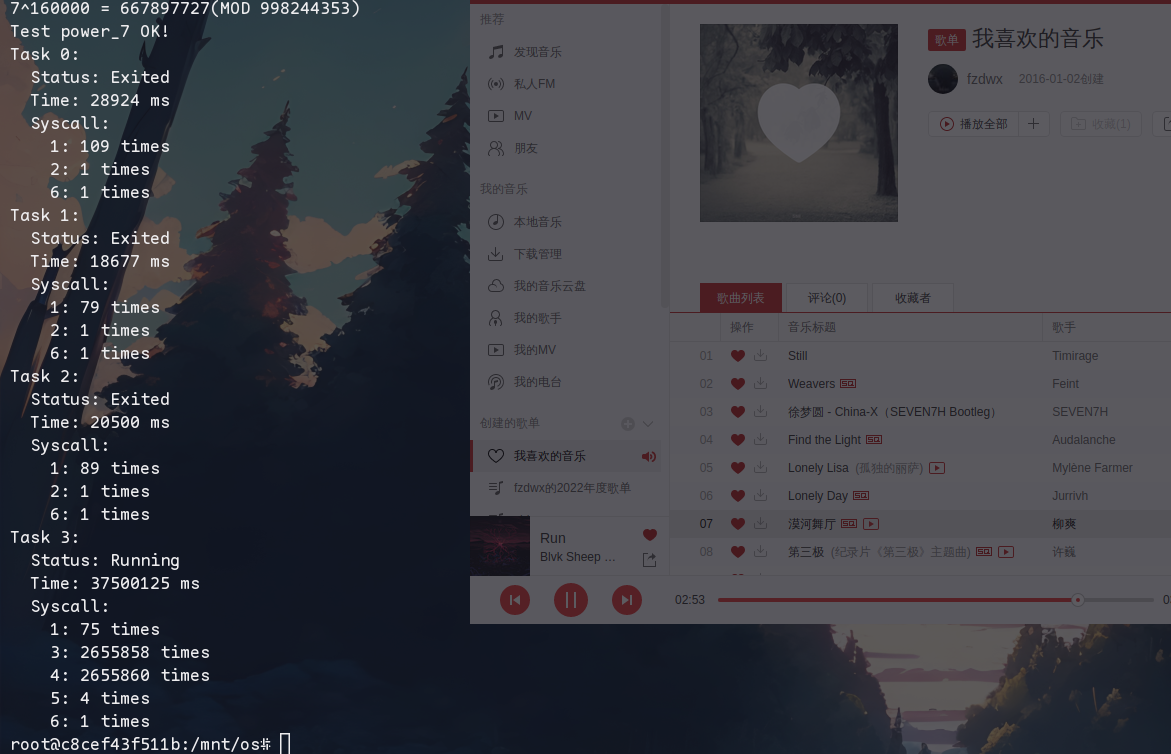 7^160000 = 667897727(MOD 998244353)
Test power_7 OK!
Task 0:
  Status: Exited
  Time: 28924 ms
  Syscall:
    1: 109 times
    2: 1 times
    6: 1 times
Task 1:
  Status: Exited
  Time: 18677 ms
  Syscall:
    1: 79 times
    2: 1 times
    6: 1 times
Task 2:
  Status: Exited
  Time: 20500 ms
  Syscall:
    1: 89 times
    2: 1 times
    6: 1 times
Task 3:
  Status: Running
  Time: 37500125 ms
  Syscall:
    1: 75 times
    3: 2655858 times
    4: 2655860 times
    5: 4 times
    6: 1 times
root@c8cef43f511b:/mnt/os#
推荐
发现音乐
私人FM
MV
朋友
我的音乐
本地音乐
下载管理
我的音乐云盘
我的歌手
我的MV
我的电台
创建的歌单
我喜欢的音乐
fzdwx的2022年度歌单
Run
Blvk Sheep ...
歌单 我喜欢的音乐
fzdwx 2016-01-02创建
播放全部 收藏(1)
歌曲列表 评论(0) 收藏者
操作 音乐标题 歌手
01 Still Timirage
02 Weavers SQ Feint
03 徐梦圆 - China-X（SEVEN7H Bootleg） SEVEN7H
04 Find the Light SQ Audalanche
05 Lonely Lisa (孤独的丽萨) Mylène Farmer
06 Lonely Day SQ Jurrivh
07 漠河舞厅 SQ 柳爽
08 第三极 (纪录片《第三极》主题曲) SQ 许巍
02:53